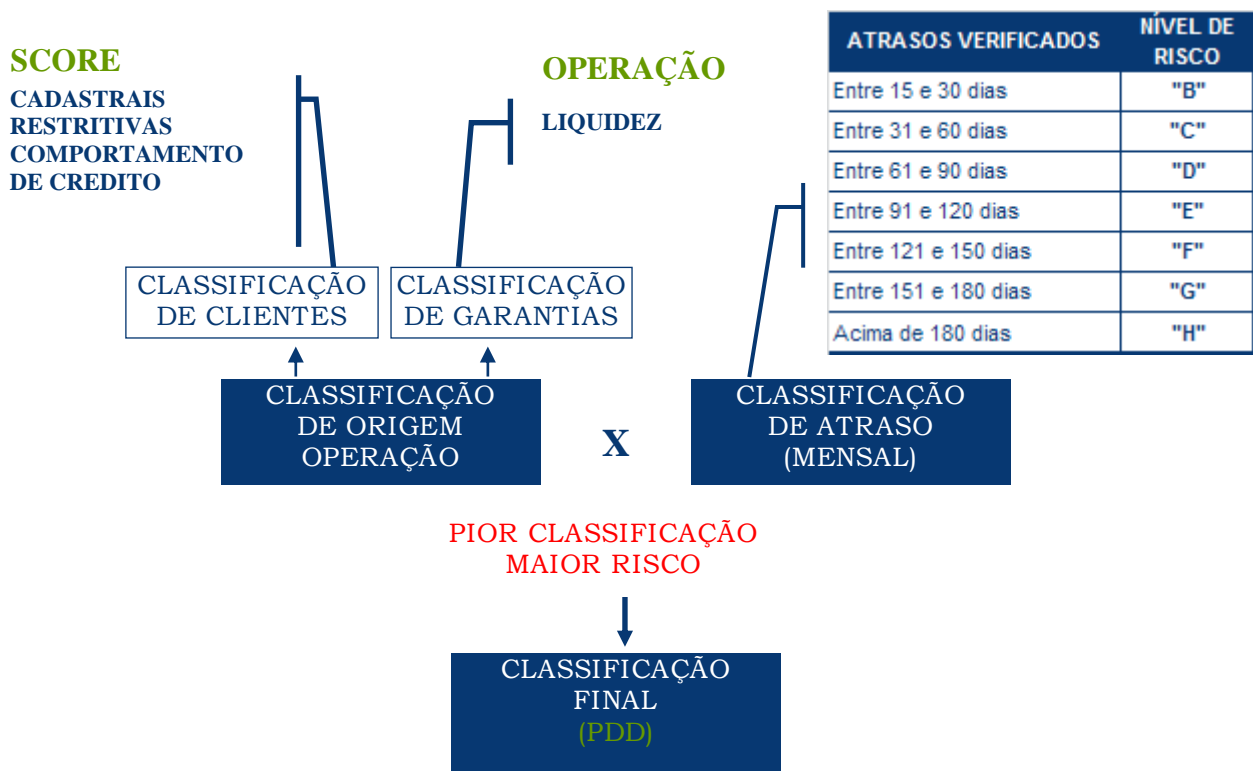 SCORE
CADASTRAIS
RESTRITIVAS
COMPORTAMENTO
DE CREDITO
OPERAÇÃO
LIQUIDEZ
ATRASOS VERIFICADOS NÍVEL DE RISCO
Entre 15 e 30 dias "B"
Entre 31 e 60 dias "C"
Entre 61 e 90 dias "D"
Entre 91 e 120 dias "E"
Entre 121 e 150 dias "F"
Entre 151 e 180 dias "G"
Acima de 180 dias "H"
CLASSIFICAÇÃO
DE CLIENTES
CLASSIFICAÇÃO
DE GARANTIAS
CLASSIFICAÇÃO
DE ORIGEM
OPERAÇÃO
X
CLASSIFICAÇÃO
DE ATRASO
(MENSAL)
PIOR CLASSIFICAÇÃO
MAIOR RISCO
CLASSIFICAÇÃO
FINAL
(PDD)